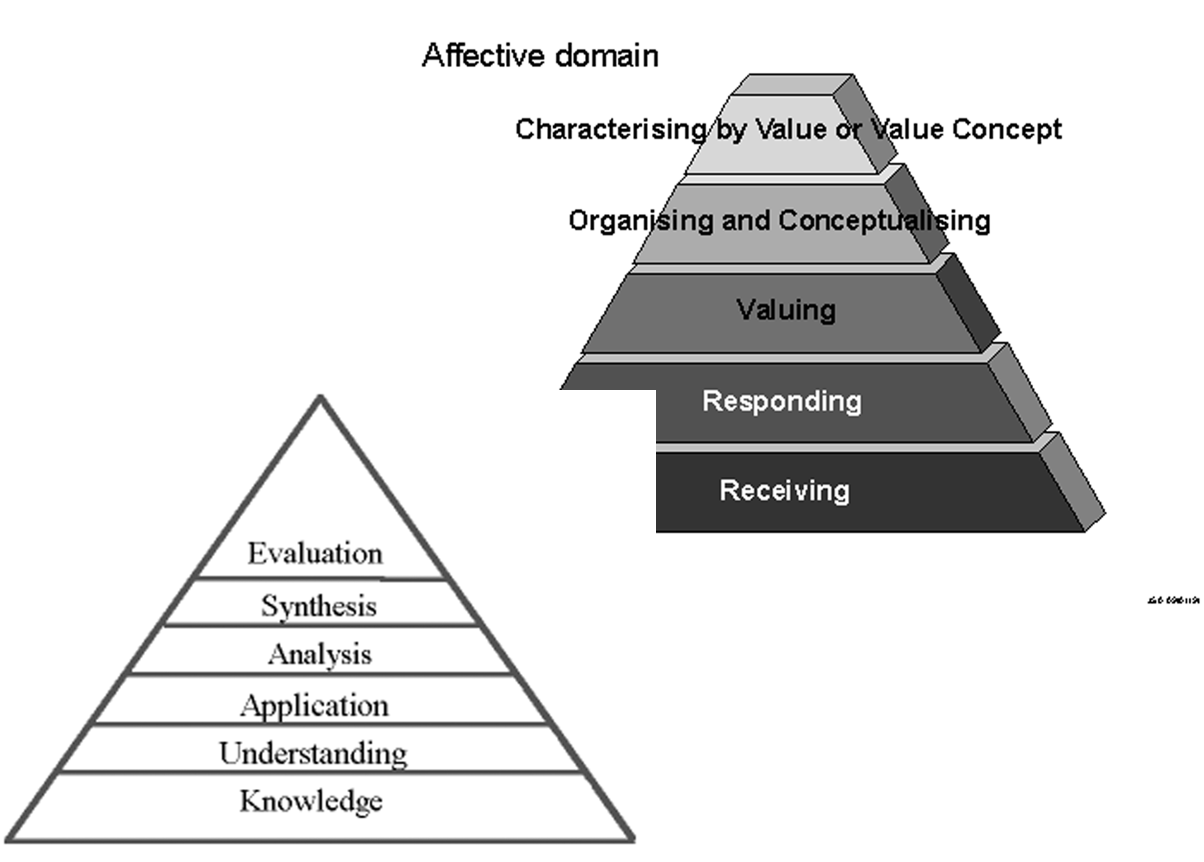 Affective domain
Characterising by Value or Value Concept
Organising and Conceptualising
Valuing
Responding
Receiving
Evaluation
Synthesis
Analysis
Application
Understanding
Knowledge